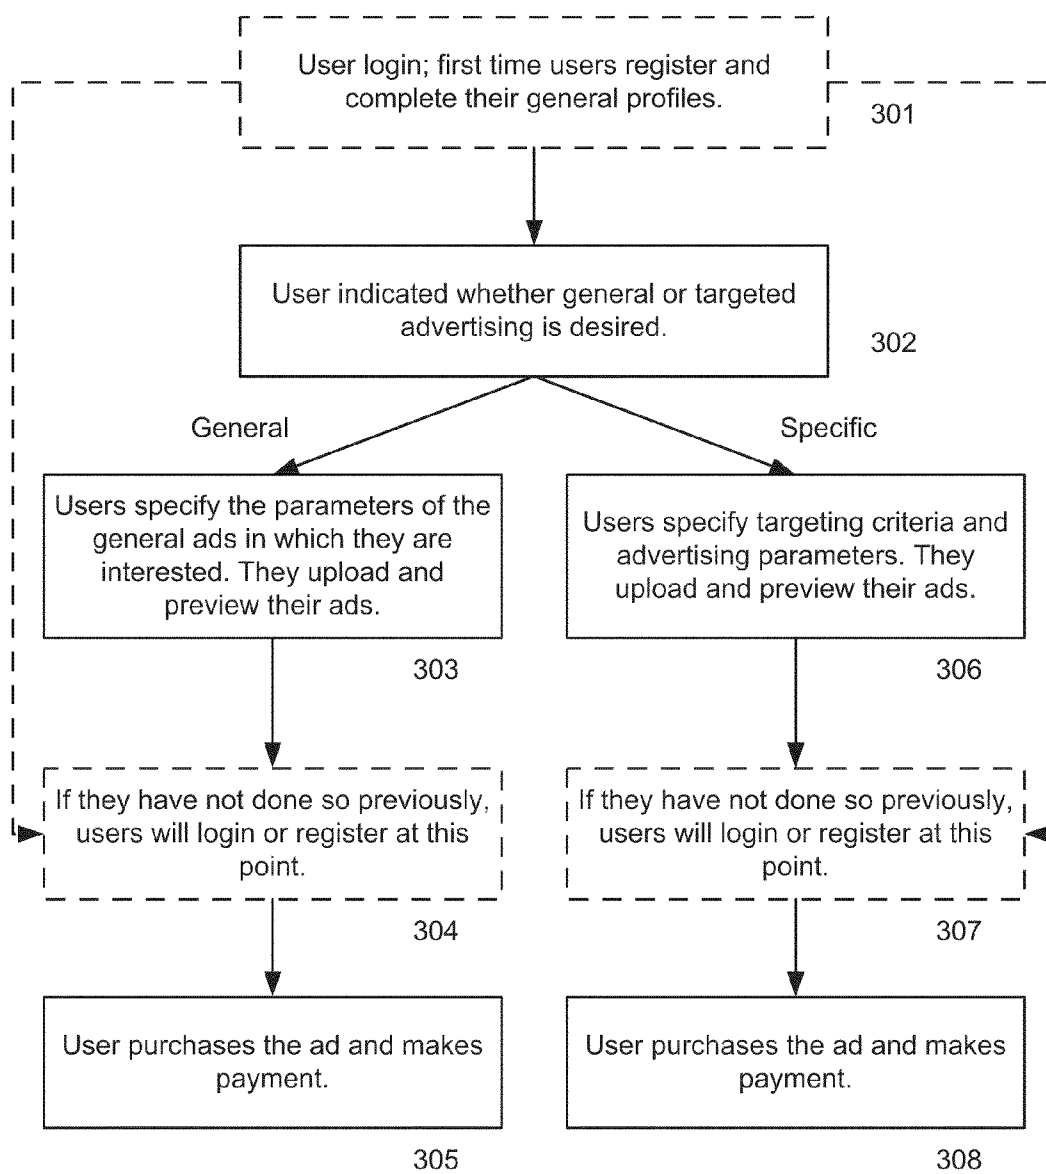 User login; first time users register and
complete their general profiles.
301
User indicated whether general or targeted
advertising is desired.
302
General
Specific
Users specify the parameters of the
general ads in which they are
interested. They upload and
preview their ads.
303
Users specify targeting criteria and
advertising parameters. They
upload and preview their ads.
306
If they have not done so previously,
users will login or register at this
point.
304
If they have not done so previously,
users will login or register at this
point.
307
User purchases the ad and makes
payment.
305
User purchases the ad and makes
payment.
308